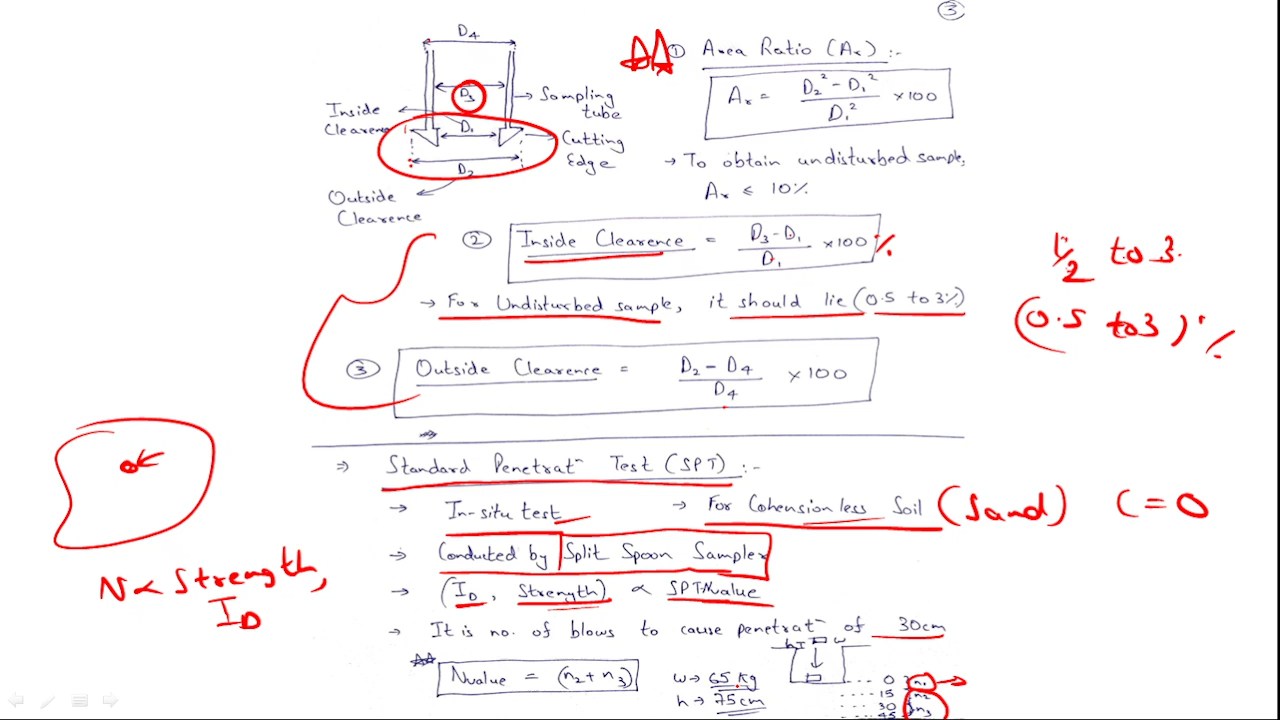 ③
D4
① Area Ratio (Ar) :-
Ar = D2² - D1² / D1² ×100
D3
→ Sampling tube
Inside Clearenc
D1
→ Cutting Edge
D2
Outside Clearence
→ To obtain undisturbed sample,
Ar ≤ 10%
② Inside Clearence = D3 - D1 / D1 ×100 %
1/2 to 3.
→ For Undisturbed sample, it should lie (0.5 to 3%)
(0.5 to 3) %
③ Outside Clearence = D2 - D4 / D4 ×100
⇒ Standard Penetratⁿ Test (SPT) :-
→ In-situ test → For Cohensionless Soil (Sand) C = 0
→ Conducted by Split Spoon Sampler
N ∝ Strength, ID
→ (ID, Strength) ∝ SPT Nvalue
→ It is no. of blows to cause penetratⁿ of 30cm
h w
Nvalue = (n2 + n3)
w → 65 kg
h → 75cm
0
15
30
45
n1
n2
n3